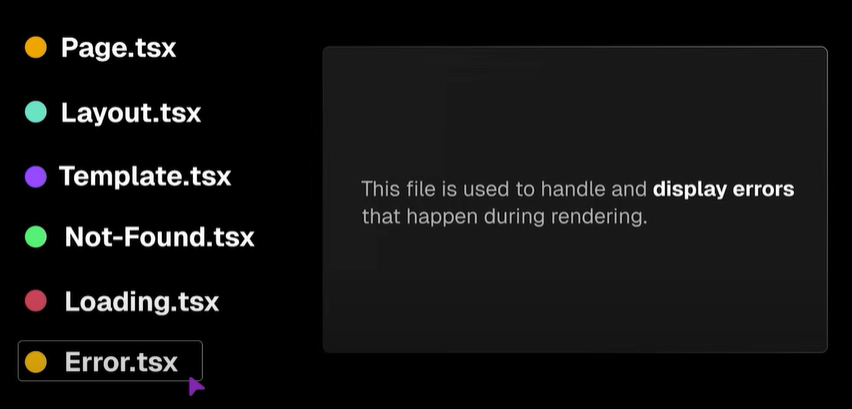 Page.tsx
Layout.tsx
Template.tsx
Not-Found.tsx
Loading.tsx
Error.tsx
This file is used to handle and display errors
that happen during rendering.